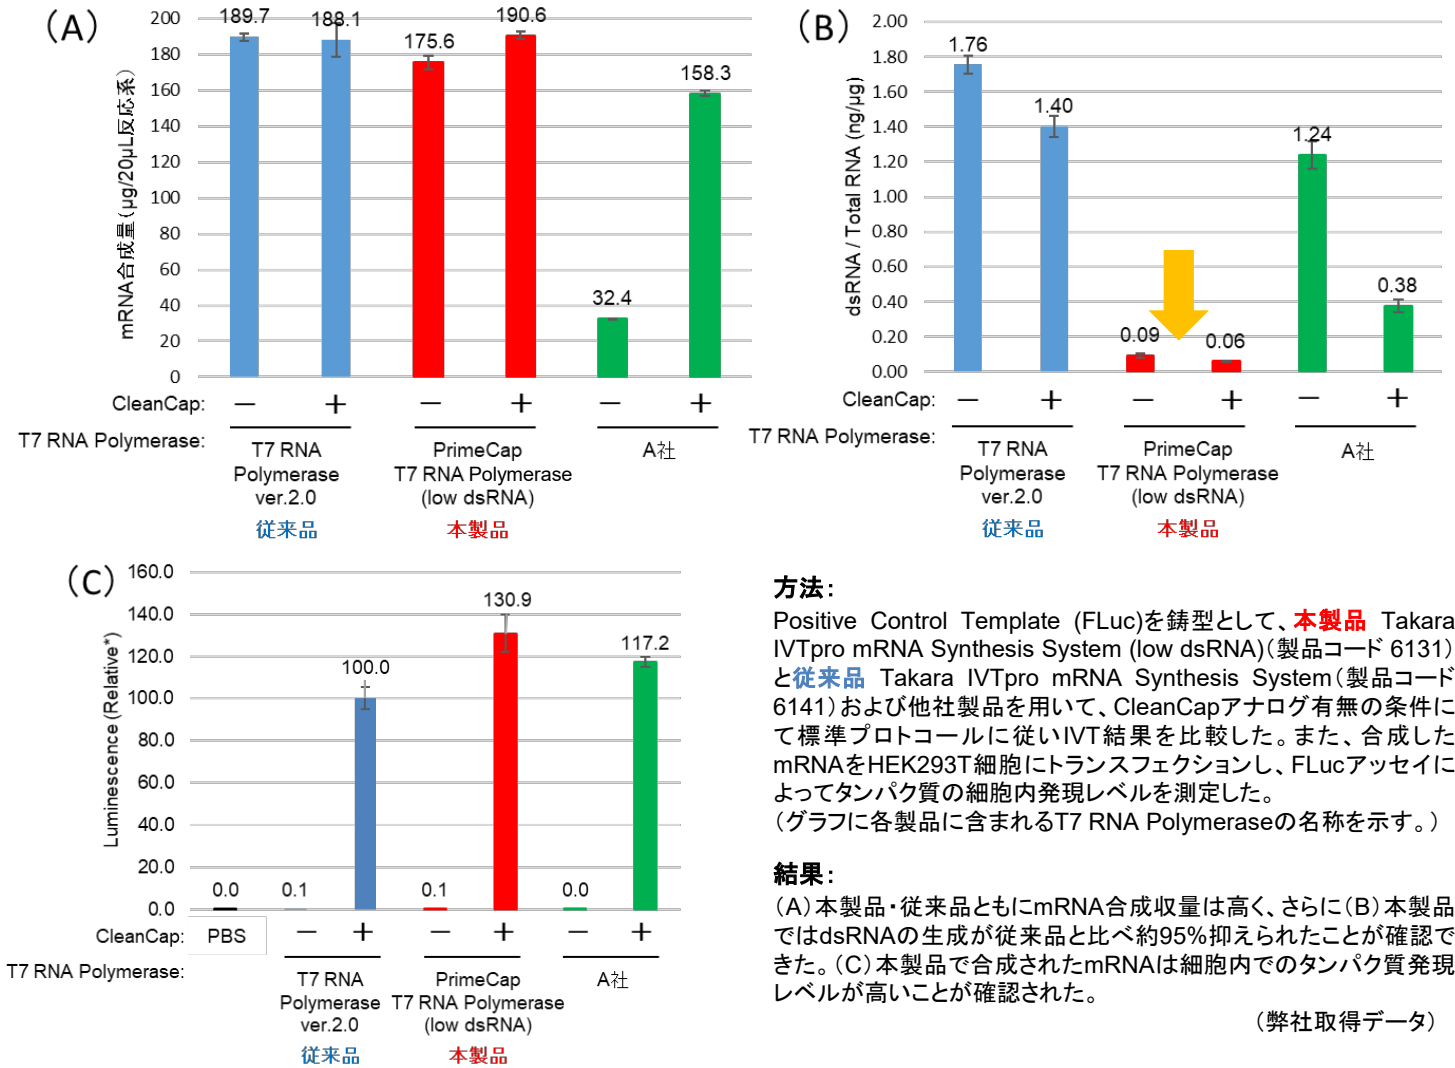 (A)
189.7
188.1
175.6
190.6
32.4
158.3
200
180
160
140
120
100
80
60
40
20
0
mRNA合成量(μg/20μL反応系)
CleanCap: － ＋ － ＋ － ＋
T7 RNA Polymerase:
T7 RNA
Polymerase
ver.2.0
従来品
PrimeCap
T7 RNA Polymerase
(low dsRNA)
本製品
A社
(B)
1.76
1.40
0.09
0.06
1.24
0.38
2.00
1.80
1.60
1.40
1.20
1.00
0.80
0.60
0.40
0.20
0.00
dsRNA / Total RNA (ng/μg)
CleanCap: － ＋ － ＋ － ＋
T7 RNA Polymerase:
T7 RNA
Polymerase
ver.2.0
従来品
PrimeCap
T7 RNA Polymerase
(low dsRNA)
本製品
A社
(C)
160.0
140.0
120.0
100.0
80.0
60.0
40.0
20.0
0.0
Luminescence (Relative*)
0.0
0.1
100.0
0.1
130.9
0.0
117.2
CleanCap: PBS － ＋ － ＋ － ＋
T7 RNA Polymerase:
T7 RNA
Polymerase
ver.2.0
従来品
PrimeCap
T7 RNA Polymerase
(low dsRNA)
本製品
A社
方法：
Positive Control Template (FLuc)を鋳型として、本製品 Takara
IVTpro mRNA Synthesis System (low dsRNA)（製品コード 6131）
と従来品 Takara IVTpro mRNA Synthesis System（製品コード
6141）および他社製品を用いて、CleanCapアナログ有無の条件に
て標準プロトコールに従いIVT結果を比較した。また、合成した
mRNAをHEK293T細胞にトランスフェクションし、FLucアッセイに
よってタンパク質の細胞内発現レベルを測定した。
（グラフに各製品に含まれるT7 RNA Polymeraseの名称を示す。）
結果：
（A）本製品・従来品ともにmRNA合成収量は高く、さらに（B）本製品
ではdsRNAの生成が従来品と比べ約95%抑えられたことが確認で
きた。（C）本製品で合成されたmRNAは細胞内でのタンパク質発現
レベルが高いことが確認された。
（弊社取得データ）